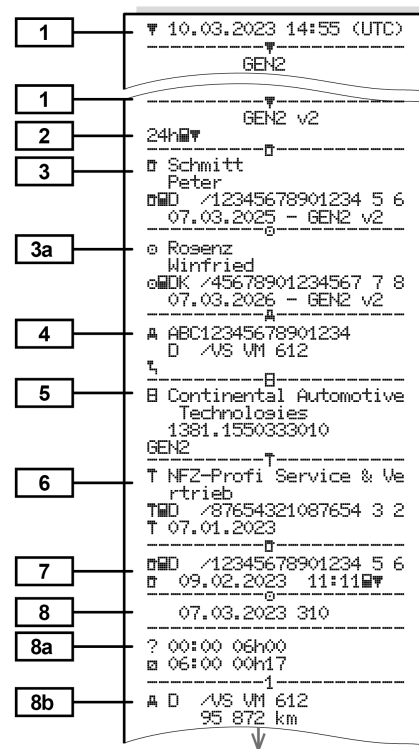 1 ▼ 10.03.2023 14:55 (UTC)
GEN2
1
GEN2 v2
2 24h▼
3 Schmitt
Peter
D /12345678901234 5 6
07.03.2025 - GEN2 v2
3a Rogenz
Winfried
DK /45678901234567 7 8
07.03.2026 - GEN2 v2
4 A ABC12345678901234
D /VS VM 612
5 Continental Automotive
Technologies
1381.1550333010
GEN2
6 T NFZ-Profi Service & Ve
rtrieb
TD /87654321087654 3 2
T 07.01.2023
7 D /12345678901234 5 6
09.02.2023 11:11▼
8 07.03.2023 310
8a ? 00:00 06h00
06:00 00h17
1
8b A D /VS VM 612
95 872 km